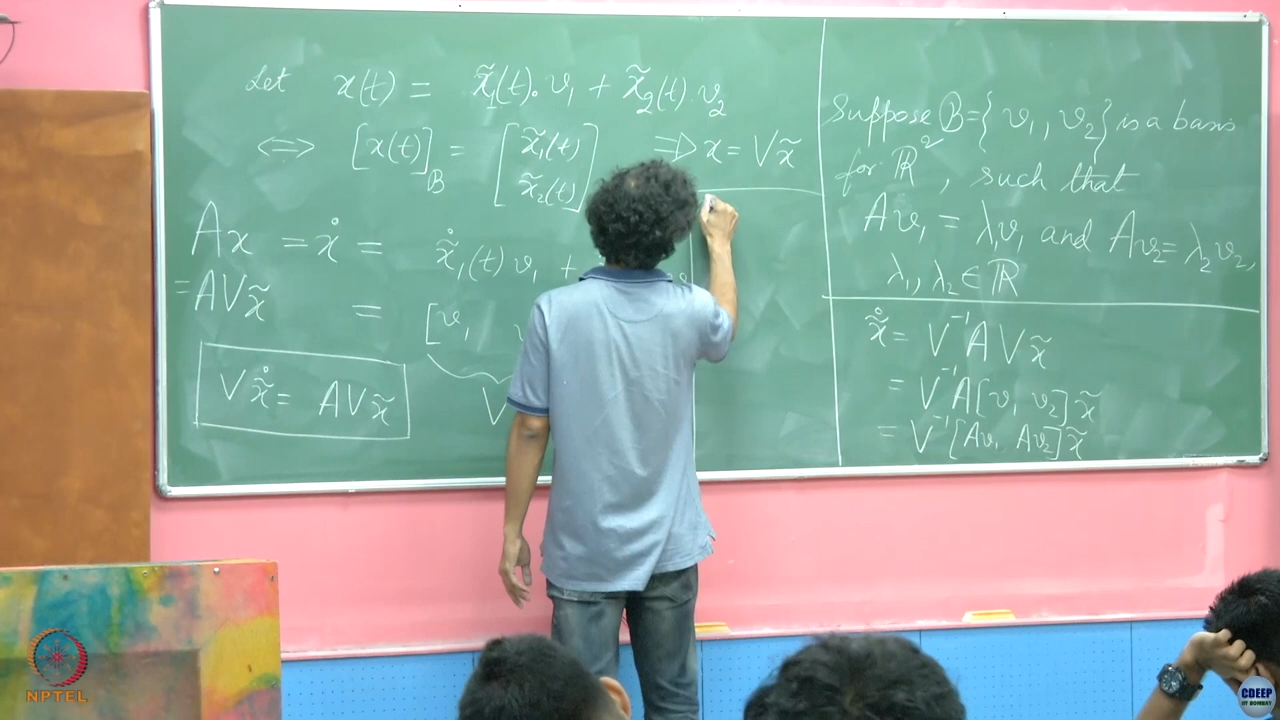 Let x(t) = x̃₁(t). v₁ + x̃₂(t). v₂
⟺ [x(t)]_B = [x̃₁(t) x̃₂(t)] ⟹ x = Vx̃
Ax = ẋ = x̃̇₁(t) v₁ +
= AVx̃ = [v₁
V
Vx̃̇ = AVx̃
Suppose B = { v₁, v₂ } is a basis
for ℝ², such that
Av₁ = λ₁v₁ and Av₂ = λ₂v₂,
λ₁, λ₂ ∈ ℝ
x̃̇ = V⁻¹AVx̃
= V⁻¹A[v₁ v₂]x̃
= V⁻¹[Av₁ Av₂]x̃
NPTEL
CDEEP
IIT BOMBAY